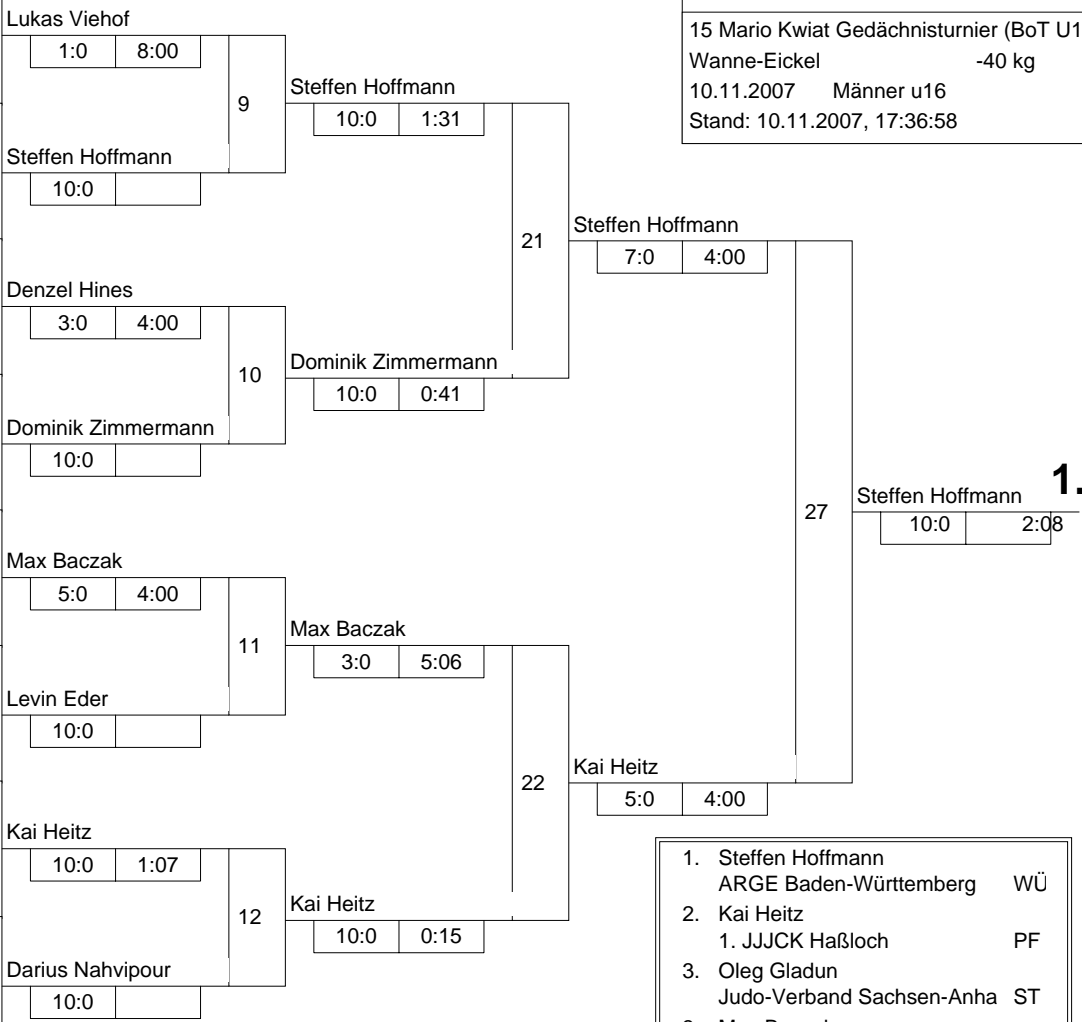 Lukas Viehof
1:0 8:00
9
Steffen Hoffmann
10:0
Denzel Hines
3:0 4:00
10
Dominik Zimmermann
10:0
Max Baczak
5:0 4:00
11
Levin Eder
10:0
Kai Heitz
10:0 1:07
12
Darius Nahvipour
10:0
Steffen Hoffmann
10:0 1:31
21
Dominik Zimmermann
10:0 0:41
Max Baczak
3:0 5:06
22
Kai Heitz
10:0 0:15
Steffen Hoffmann
7:0 4:00
27
Kai Heitz
5:0 4:00
Steffen Hoffmann 1.
10:0 2:08
15 Mario Kwiat Gedächnisturnier (BoT U1
Wanne-Eickel -40 kg
10.11.2007 Männer u16
Stand: 10.11.2007, 17:36:58
1. Steffen Hoffmann
ARGE Baden-Württemberg WÜ
2. Kai Heitz
1. JJJCK Haßloch PF
3. Oleg Gladun
Judo-Verband Sachsen-Anha ST